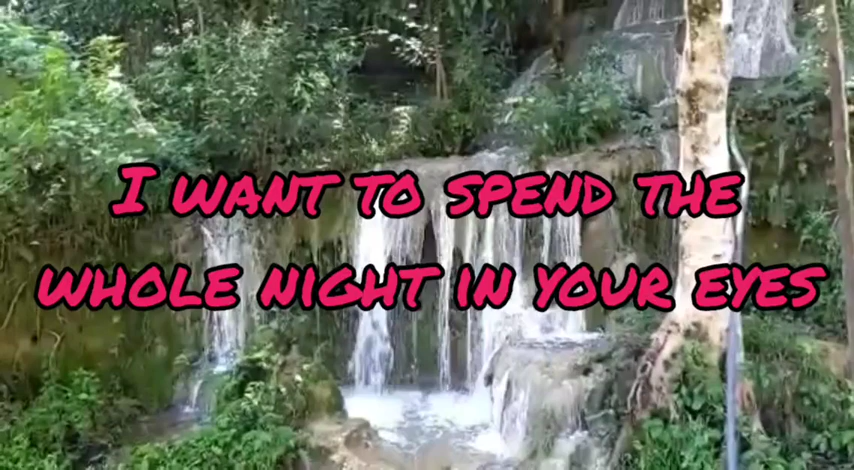 I WANT TO SPEND THE
WHOLE NIGHT IN YOUR EYES